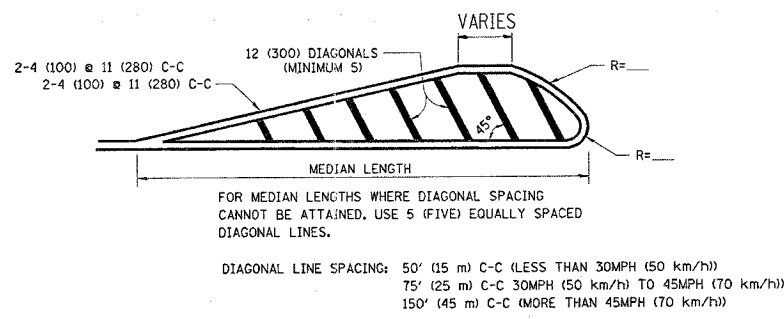 VARIES
12 (300) DIAGONALS
(MINIMUM 5)
2-4 (100) @ 11 (280) C-C
2-4 (100) @ 11 (280) C-C
R=___
45°
R=___
MEDIAN LENGTH
FOR MEDIAN LENGTHS WHERE DIAGONAL SPACING
CANNOT BE ATTAINED, USE 5 (FIVE) EQUALLY SPACED
DIAGONAL LINES.
DIAGONAL LINE SPACING: 50' (15 m) C-C (LESS THAN 30MPH (50 km/h))
75' (25 m) C-C 30MPH (50 km/h) TO 45MPH (70 km/h))
150' (45 m) C-C (MORE THAN 45MPH (70 km/h))